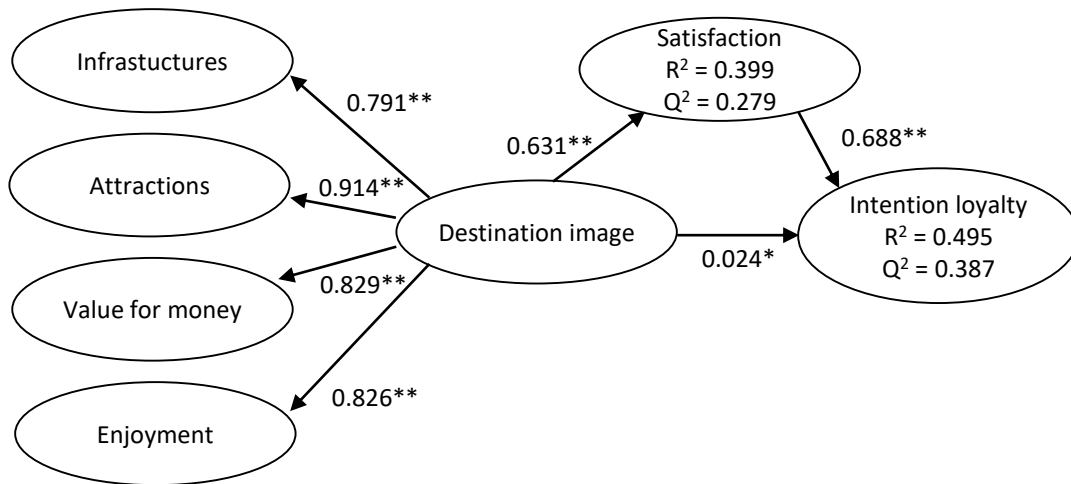 Infrastuctures
Satisfaction
R² = 0.399
Q² = 0.279
0.791**
0.631**
0.688**
Attractions
0.914**
Destination image
Intention loyalty
R² = 0.495
Q² = 0.387
0.024*
Value for money
0.829**
0.826**
Enjoyment